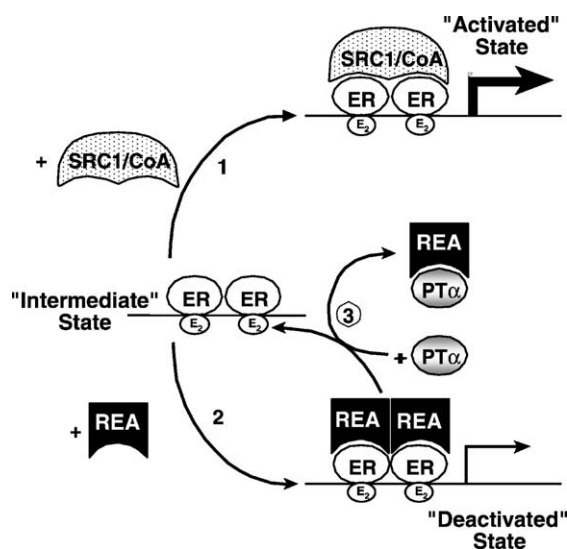 "Activated"
State
SRC1/CoA
ER ER
E2 E2
+ SRC1/CoA
1
REA
PTα
"Intermediate"
State
ER ER
E2 E2
3
+ PTα
+ REA
2
REA REA
ER ER
E2 E2
"Deactivated"
State